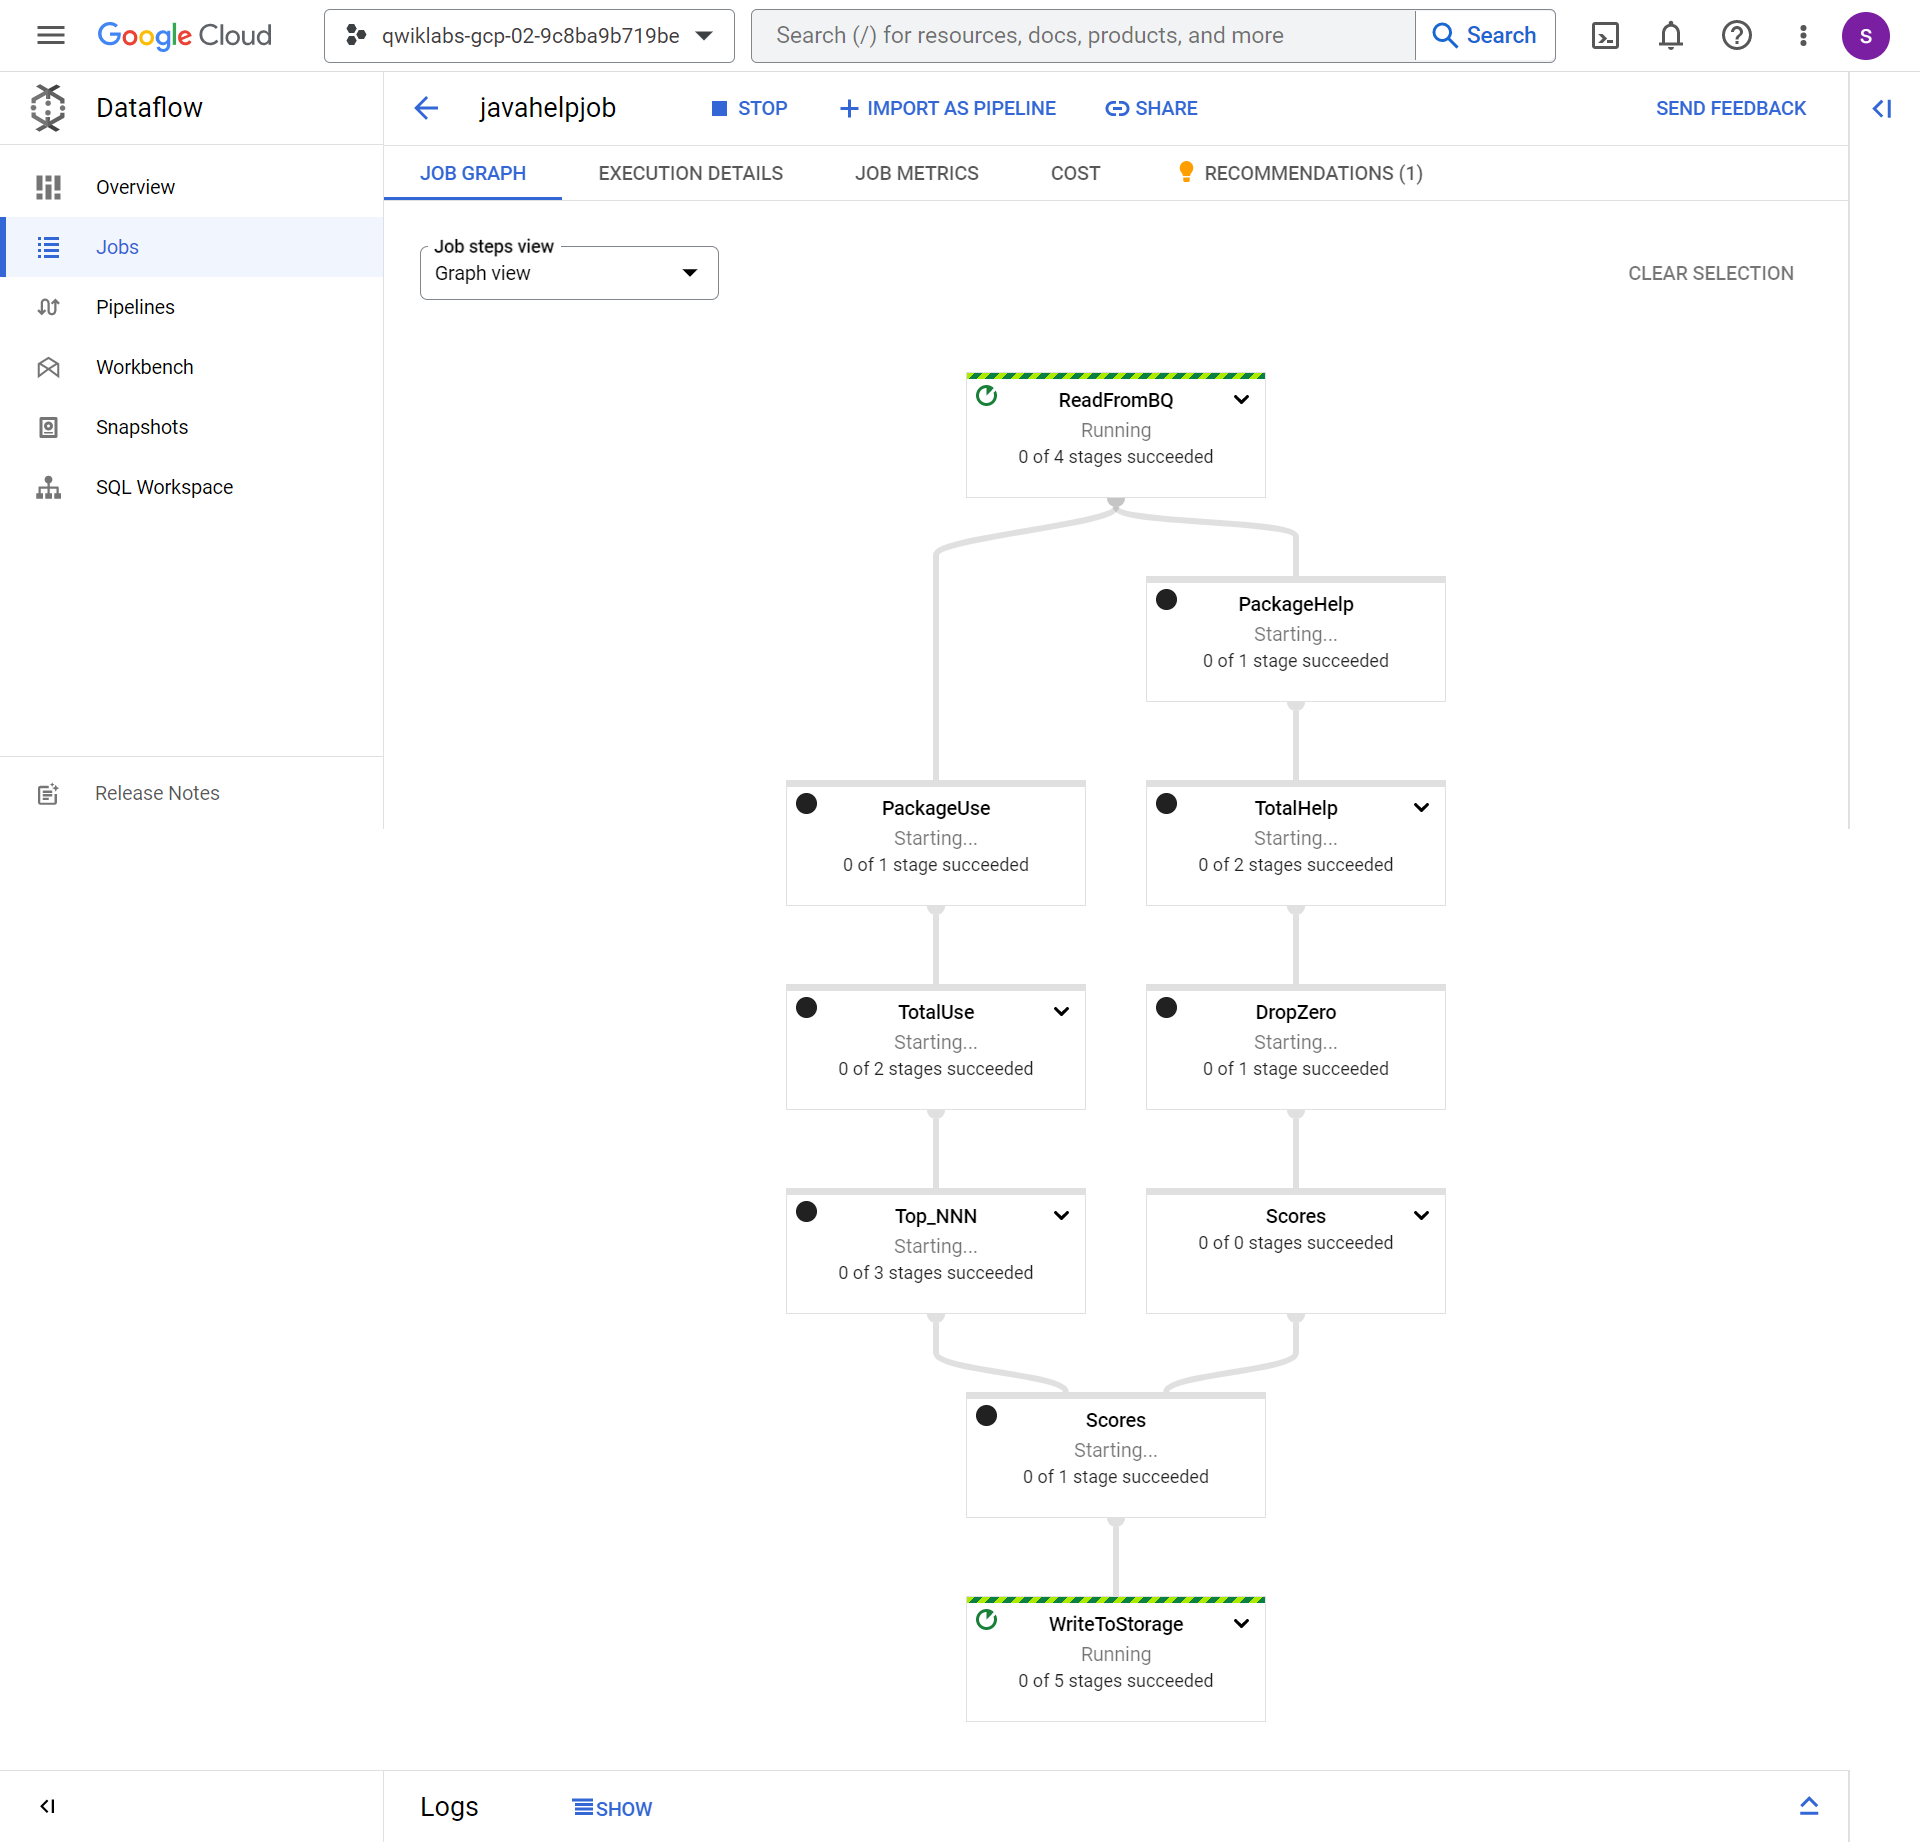 Google Cloud
qwiklabs-gcp-02-9c8ba9b719be
Search (/) for resources, docs, products, and more
Search
S
Dataflow
javahelpjob
STOP
IMPORT AS PIPELINE
SHARE
SEND FEEDBACK
Overview
Jobs
Pipelines
Workbench
Snapshots
SQL Workspace
Release Notes
JOB GRAPH
EXECUTION DETAILS
JOB METRICS
COST
RECOMMENDATIONS (1)
Job steps view
Graph view
CLEAR SELECTION
ReadFromBQ
Running
0 of 4 stages succeeded
PackageHelp
Starting...
0 of 1 stage succeeded
PackageUse
Starting...
0 of 1 stage succeeded
TotalHelp
Starting...
0 of 2 stages succeeded
TotalUse
Starting...
0 of 2 stages succeeded
DropZero
Starting...
0 of 1 stage succeeded
Top_NNN
Starting...
0 of 3 stages succeeded
Scores
0 of 0 stages succeeded
Scores
Starting...
0 of 1 stage succeeded
WriteToStorage
Running
0 of 5 stages succeeded
Logs
SHOW